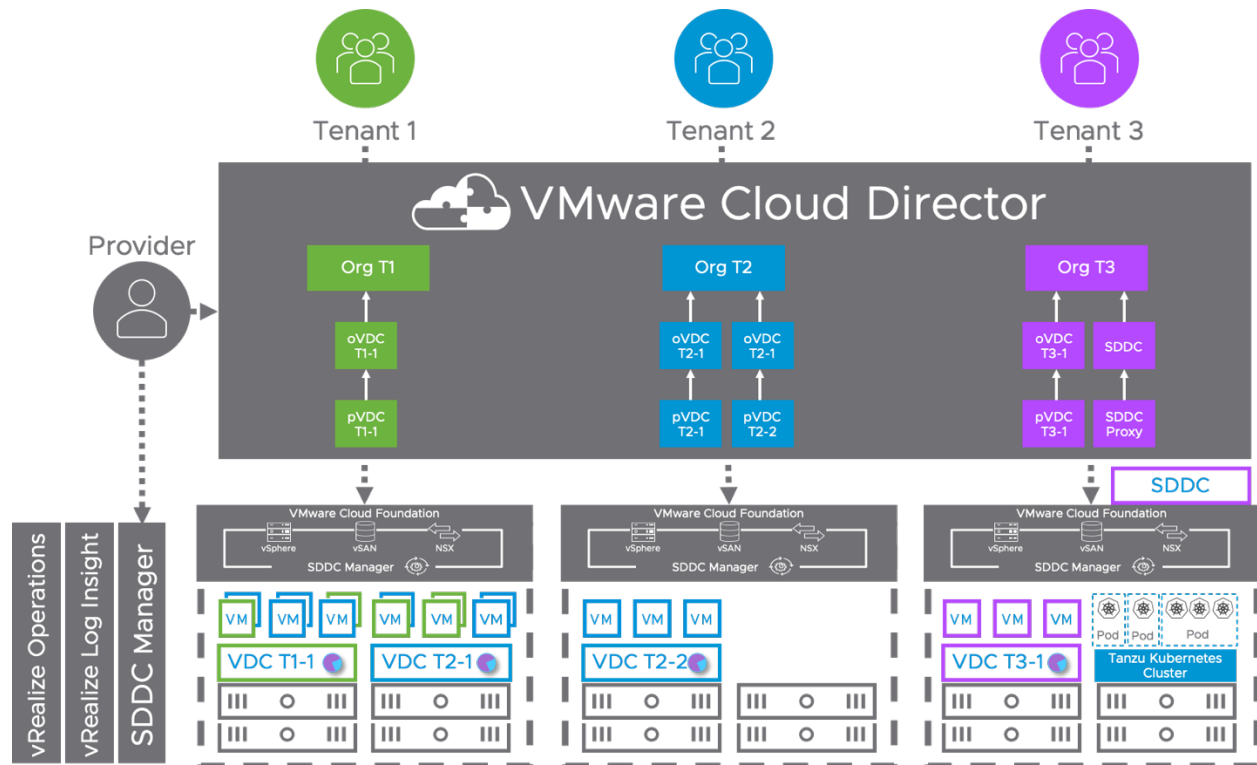 Tenant 1
Tenant 2
Tenant 3
VMware Cloud Director
Provider
Org T1
Org T2
Org T3
oVDC
T1-1
oVDC
T2-1
oVDC
T2-1
oVDC
T3-1
SDDC
pVDC
T1-1
pVDC
T2-1
pVDC
T2-2
pVDC
T3-1
SDDC
Proxy
SDDC
vRealize Operations
vRealize Log Insight
SDDC Manager
VMware Cloud Foundation
vSphere
vSAN
NSX
SDDC Manager
VM
VM
VM
VM
VM
VM
VDC T1-1
VDC T2-1
VMware Cloud Foundation
vSphere
vSAN
NSX
SDDC Manager
VM
VM
VM
VDC T2-2
VMware Cloud Foundation
vSphere
vSAN
NSX
SDDC Manager
VM
VM
VM
Pod
Pod
Pod
VDC T3-1
Tanzu Kubernetes
Cluster